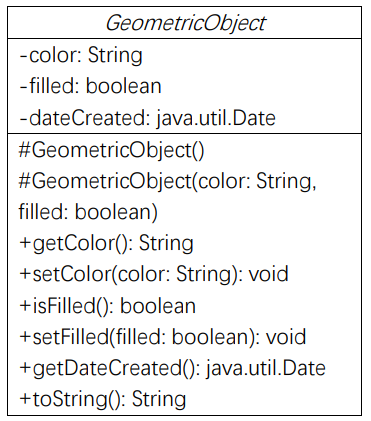 GeometricObject
-color: String
-filled: boolean
-dateCreated: java.util.Date
#GeometricObject()
#GeometricObject(color: String,
filled: boolean)
+getColor(): String
+setColor(color: String): void
+isFilled(): boolean
+setFilled(filled: boolean): void
+getDateCreated(): java.util.Date
+toString(): String